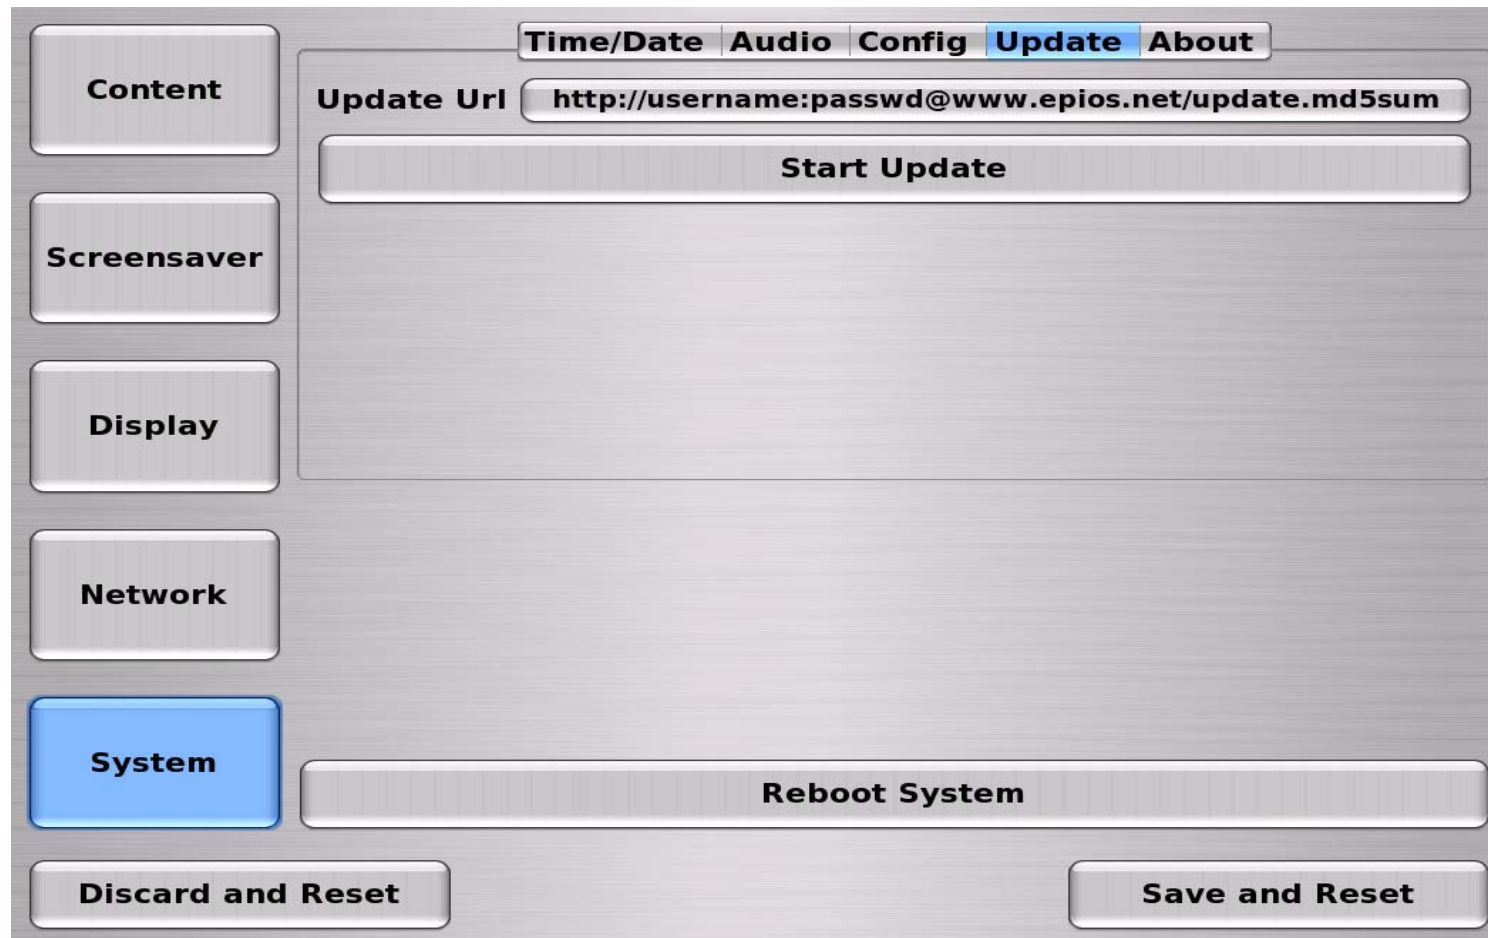 Time/Date Audio Config Update About
Content
Update Url http://username:passwd@www.epios.net/update.md5sum
Start Update
Screensaver
Display
Network
System
Reboot System
Discard and Reset
Save and Reset